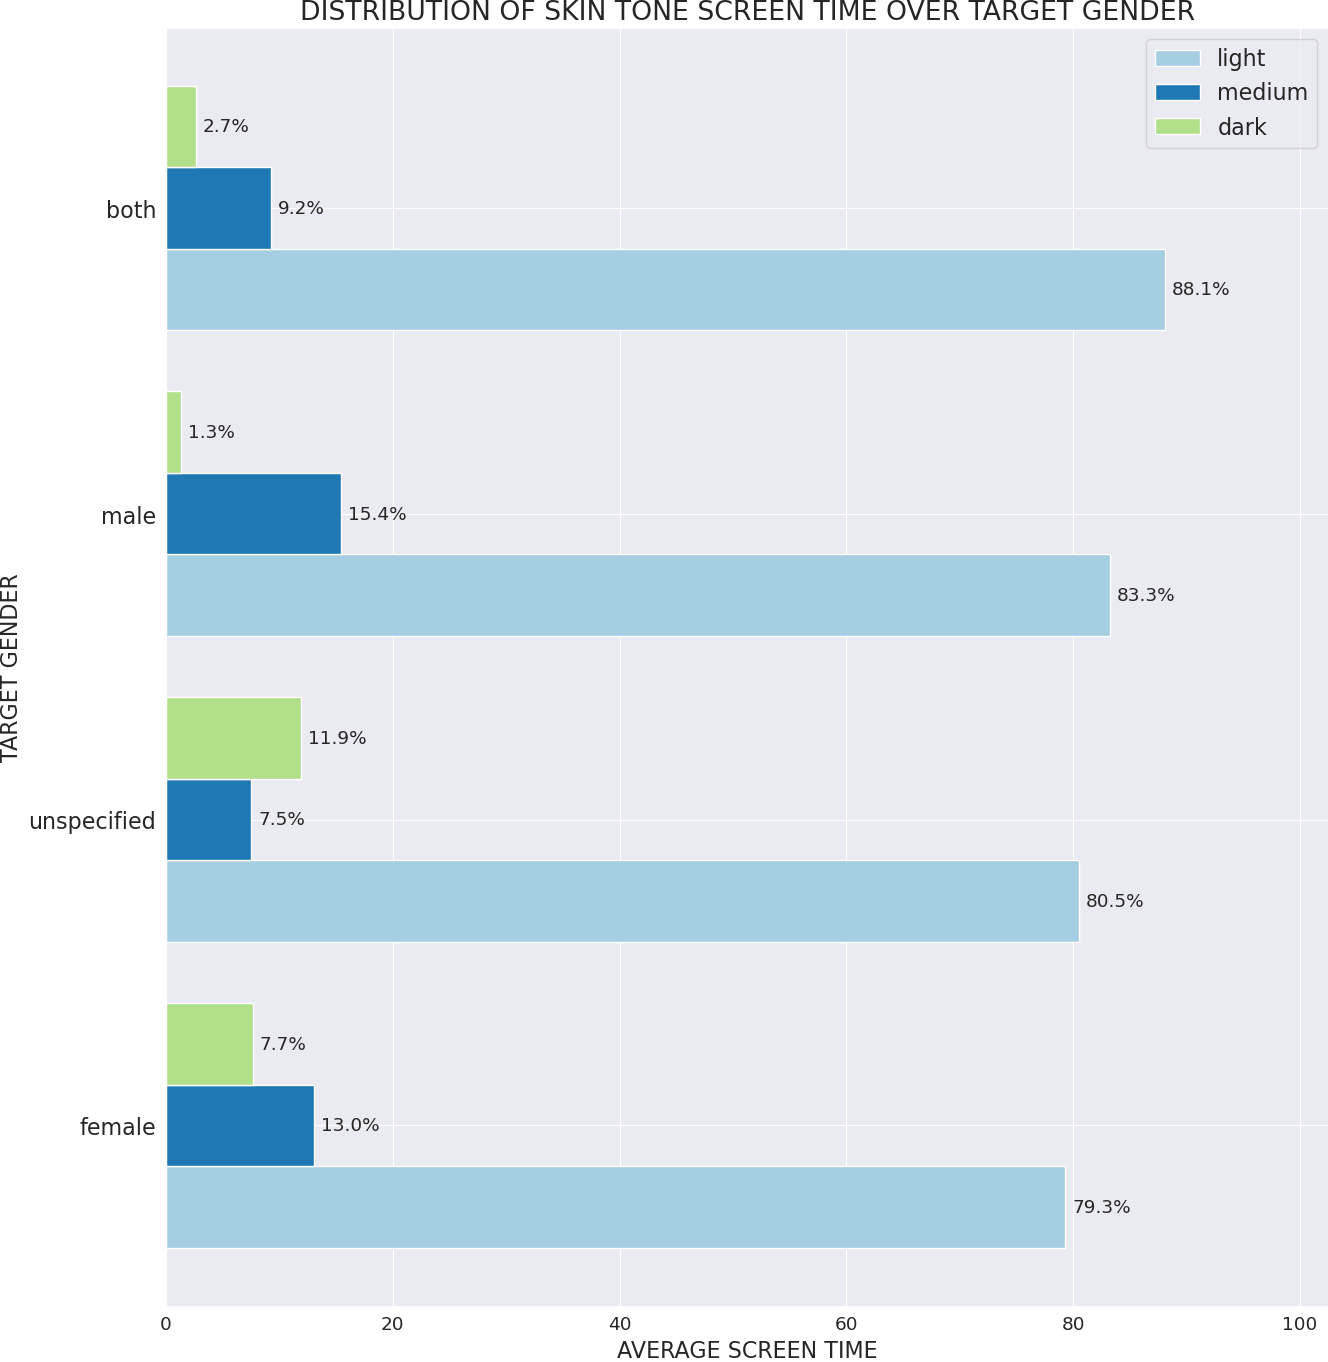 DISTRIBUTION OF SKIN TONE SCREEN TIME OVER TARGET GENDER
light
medium
dark
2.7%
both
9.2%
88.1%
1.3%
male
15.4%
83.3%
TARGET GENDER
11.9%
unspecified
7.5%
80.5%
7.7%
female
13.0%
79.3%
0 20 40 60 80 100
AVERAGE SCREEN TIME